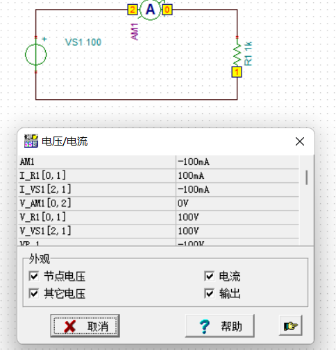 2 A 0
AM1
VS1 100
R1 1k
1
电压/电流
AM1 -100mA
I_R1[0,1] 100mA
I_VS1[2,1] -100mA
V_AM1[0,2] 0V
V_R1[0,1] 100V
V_VS1[2,1] 100V
VP_1 -100V
外观
节点电压 电流
其它电压 输出
取消 ? 帮助